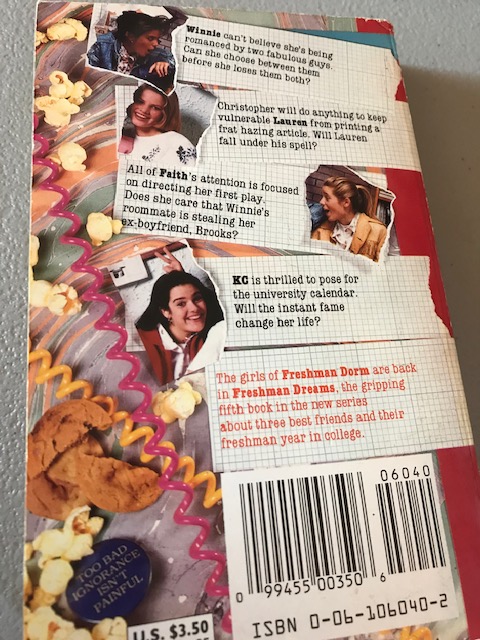 Winnie can't believe she's being
romanced by two fabulous guys.
Can she choose between them
before she loses them both?
Christopher will do anything to keep
vulnerable Lauren from printing a
frat hazing article. Will Lauren
fall under his spell?
All of Faith's attention is focused
on directing her first play.
Does she care that Winnie's
roommate is stealing her
ex-boyfriend, Brooks?
KC is thrilled to pose for
the university calendar.
Will the instant fame
change her life?
The girls of Freshman Dorm are back
in Freshman Dreams, the gripping
fifth book in the new series
about three best friends and their
freshman year in college.
06040
0 99455 00350 6
ISBN 0-06-106040-2
TOO BAD
IGNORANCE
ISN'T
PAINFUL
U.S. $3.50